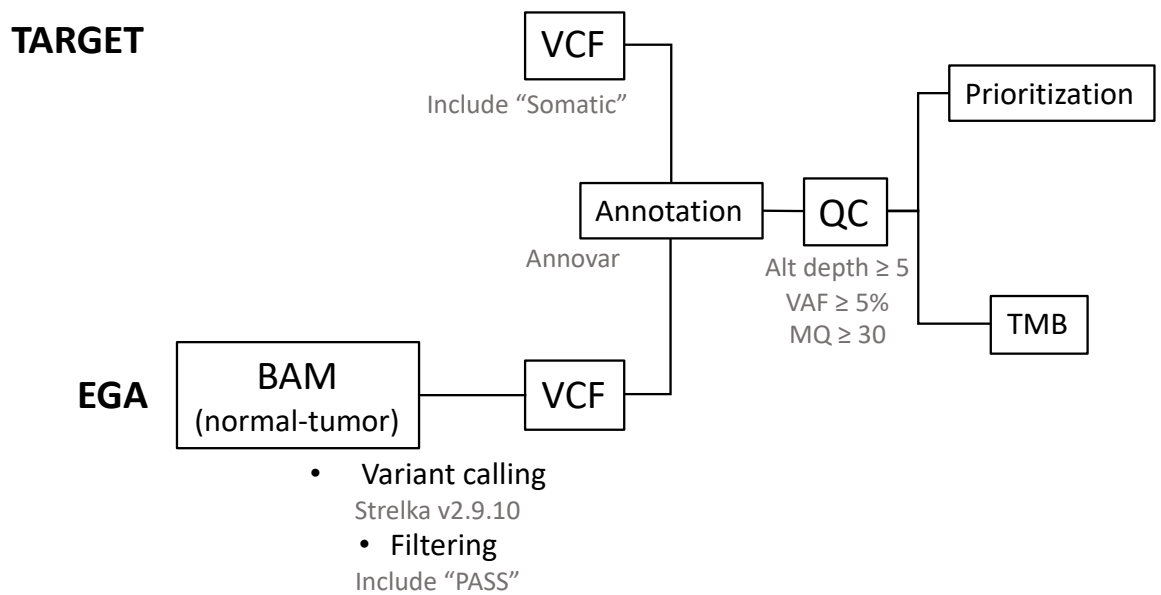 TARGET
VCF
Include “Somatic”
Prioritization
Annotation
Annovar
QC
Alt depth ≥ 5
VAF ≥ 5%
MQ ≥ 30
TMB
EGA
BAM
(normal-tumor)
VCF
• Variant calling
Strelka v2.9.10
• Filtering
Include “PASS”